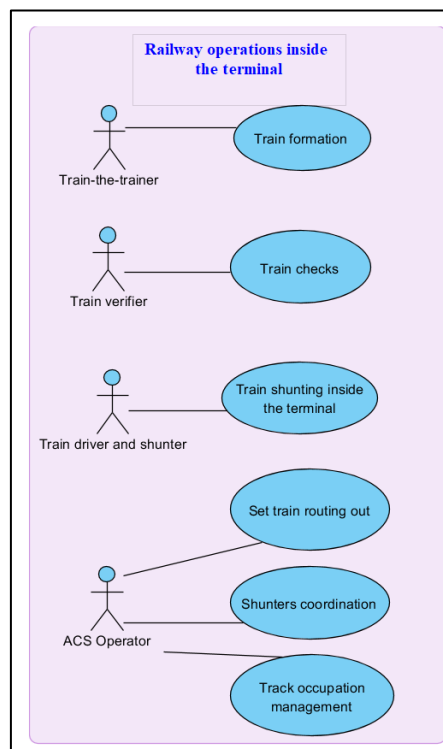 Railway operations inside
the terminal
Train formation
Train-the-trainer
Train checks
Train verifier
Train shunting inside
the terminal
Train driver and shunter
Set train routing out
Shunters coordination
ACS Operator
Track occupation
management